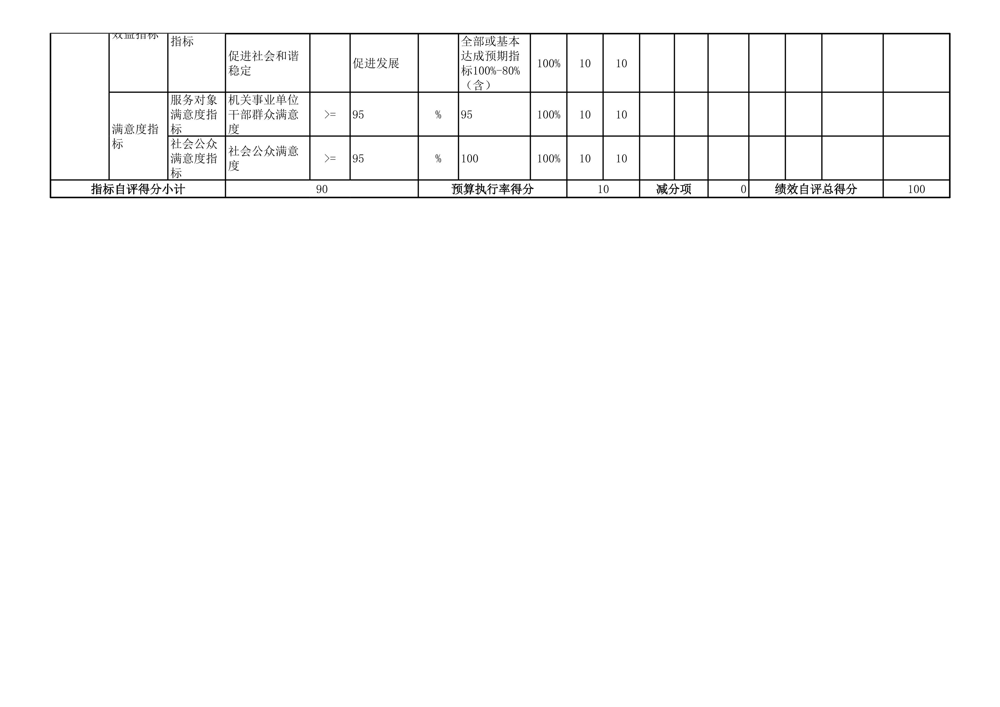 效益指标
指标
促进社会和谐
稳定
促进发展
全部或基本
达成预期指
标100%-80%
（含）
100%
10
10
满意度指
标
服务对象
满意度指
标
机关事业单位
干部群众满意
度
>=
95
%
95
100%
10
10
社会公众
满意度指
标
社会公众满意
度
>=
95
%
100
100%
10
10
指标自评得分小计
90
预算执行率得分
10
减分项
0
绩效自评总得分
100